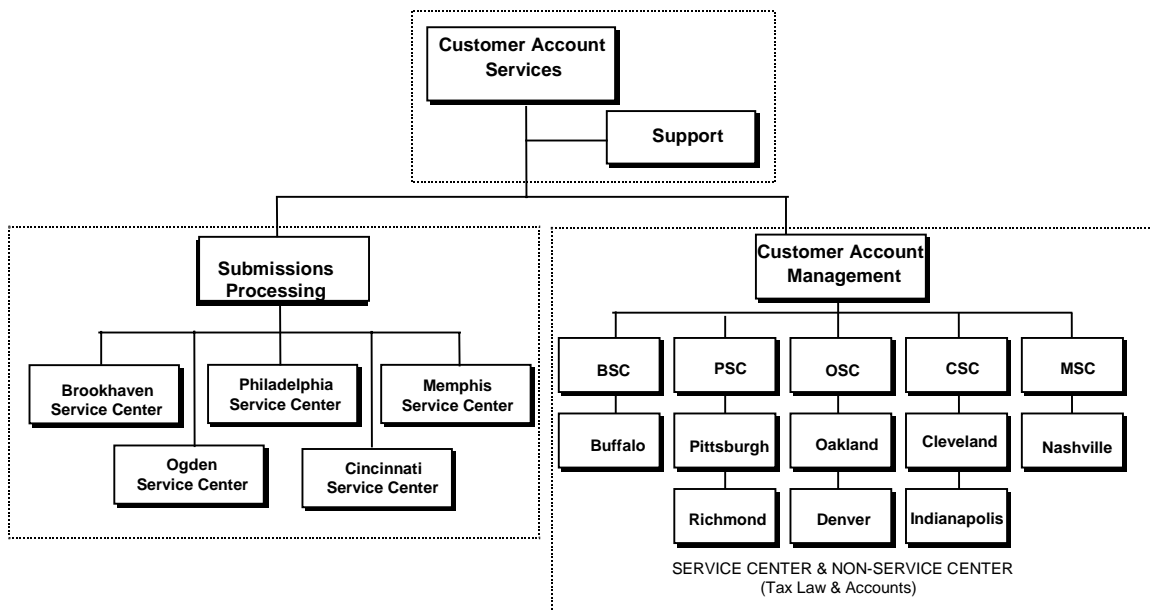 Customer Account
Services
Support
Submissions
Processing
Brookhaven
Service Center
Philadelphia
Service Center
Memphis
Service Center
Ogden
Service Center
Cincinnati
Service Center
Customer Account
Management
BSC
PSC
OSC
CSC
MSC
Buffalo
Pittsburgh
Oakland
Cleveland
Nashville
Richmond
Denver
Indianapolis
SERVICE CENTER & NON-SERVICE CENTER
(Tax Law & Accounts)